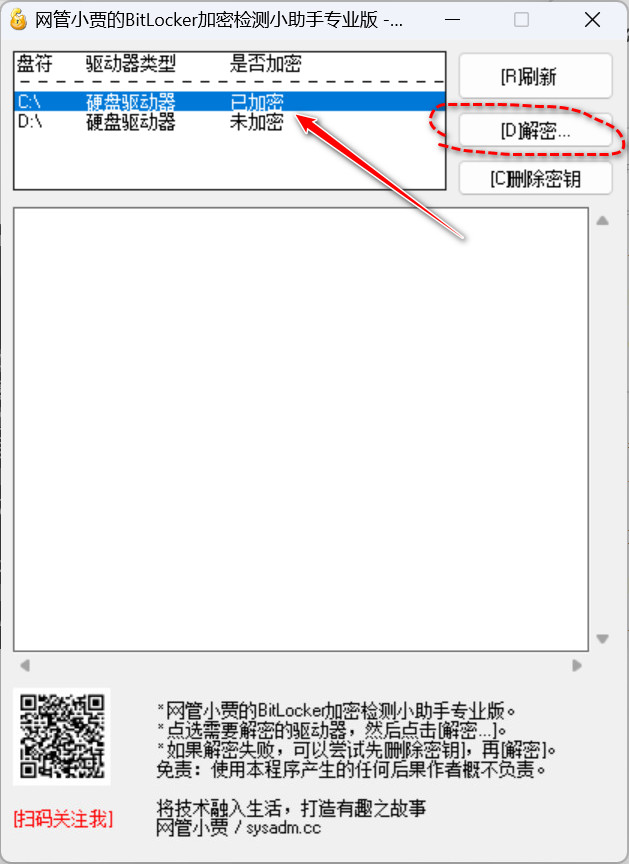 网管小贾的BitLocker加密检测小助手专业版 -...
盘符 驱动器类型 是否加密
- - - - - - - - - - - - - - - - - - - - - - - - - - - - -
C:\ 硬盘驱动器 已加密
D:\ 硬盘驱动器 未加密
[R]刷新
[D]解密...
[C]删除密钥
*网管小贾的BitLocker加密检测小助手专业版。
*点选需要解密的驱动器，然后点击[解密...]。
*如果解密失败，可以尝试先[删除密钥]，再[解密]。
免责：使用本程序产生的任何后果作者概不负责。
[扫码关注我]
将技术融入生活，打造有趣之故事
网管小贾 / sysadm.cc